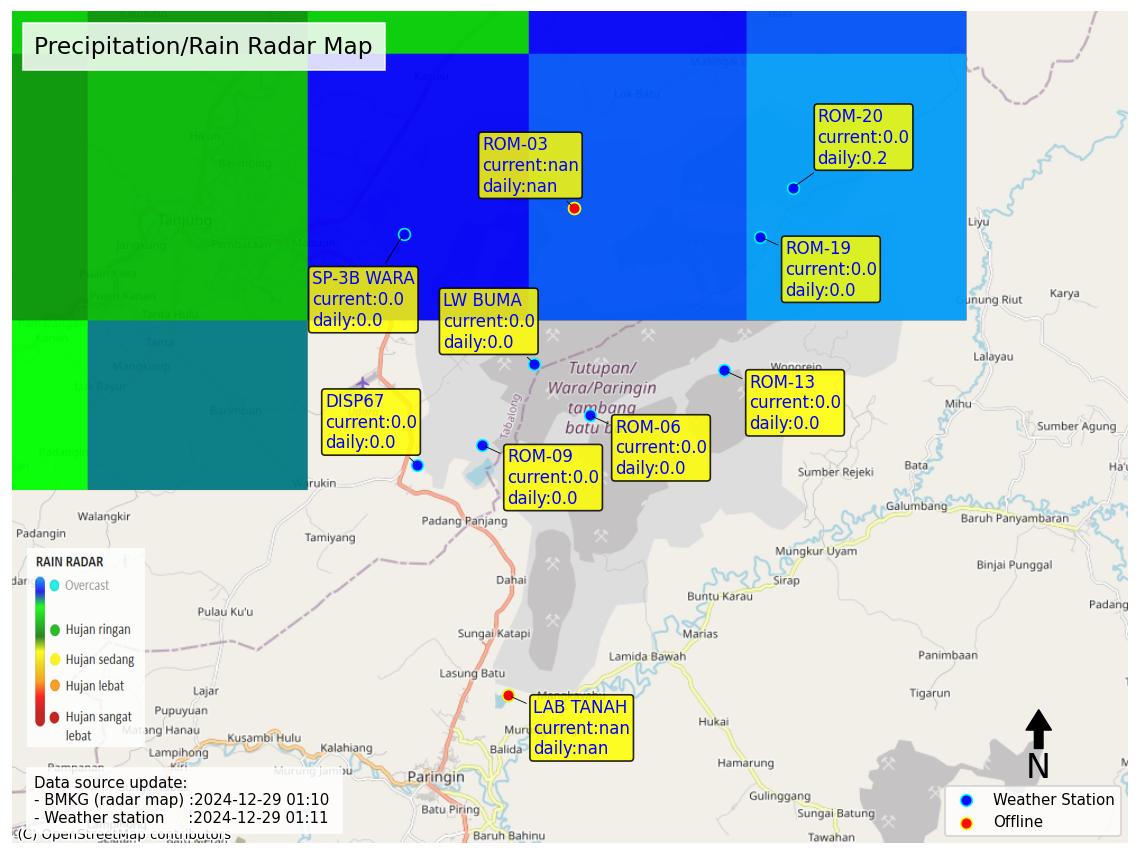 Precipitation/Rain Radar Map
ROM-03
current:nan
daily:nan
ROM-20
current:0.0
daily:0.2
ROM-19
current:0.0
daily:0.0
SP-3B WARA
current:0.0
daily:0.0
LW BUMA
current:0.0
daily:0.0
ROM-13
current:0.0
daily:0.0
DISP67
current:0.0
daily:0.0
ROM-06
current:0.0
daily:0.0
ROM-09
current:0.0
daily:0.0
LAB TANAH
current:nan
daily:nan
Tanjung
Liyu
Gunung Riut
Karya
Lalayau
Wonorejo
Mihu
Sumber Agung
Tutupan/
Wara/Paringin
tambang
batu
Tabalong
Sumber Rejeki
Bata
Galumbang
Baruh Panyambaran
Warukin
Walangkir
Padangin
Tamiyang
Padang Panjang
Mungkur Uyam
Binjai Punggal
Dahai
Sirap
Buntu Karau
Pulau Ku'u
Sungai Katapi
Marias
Lamida Bawah
Panimbaan
Lasung Batu
Tigarun
Lajar
Pupuyuan
Matang Hanau
Kusambi Hulu
Kalahiang
Lampihong
Murung Jambu
Balida
Hukai
Hamarung
Paringin
Batu Piring
Gulinggang
Sungai Batung
Baruh Bahinu
Tawahan
RAIN RADAR
Overcast
Hujan ringan
Hujan sedang
Hujan lebat
Hujan sangat
lebat
Data source update:
- BMKG (radar map) :2024-12-29 01:10
- Weather station :2024-12-29 01:11
(C) OpenStreetMap contributors
N
Weather Station
Offline